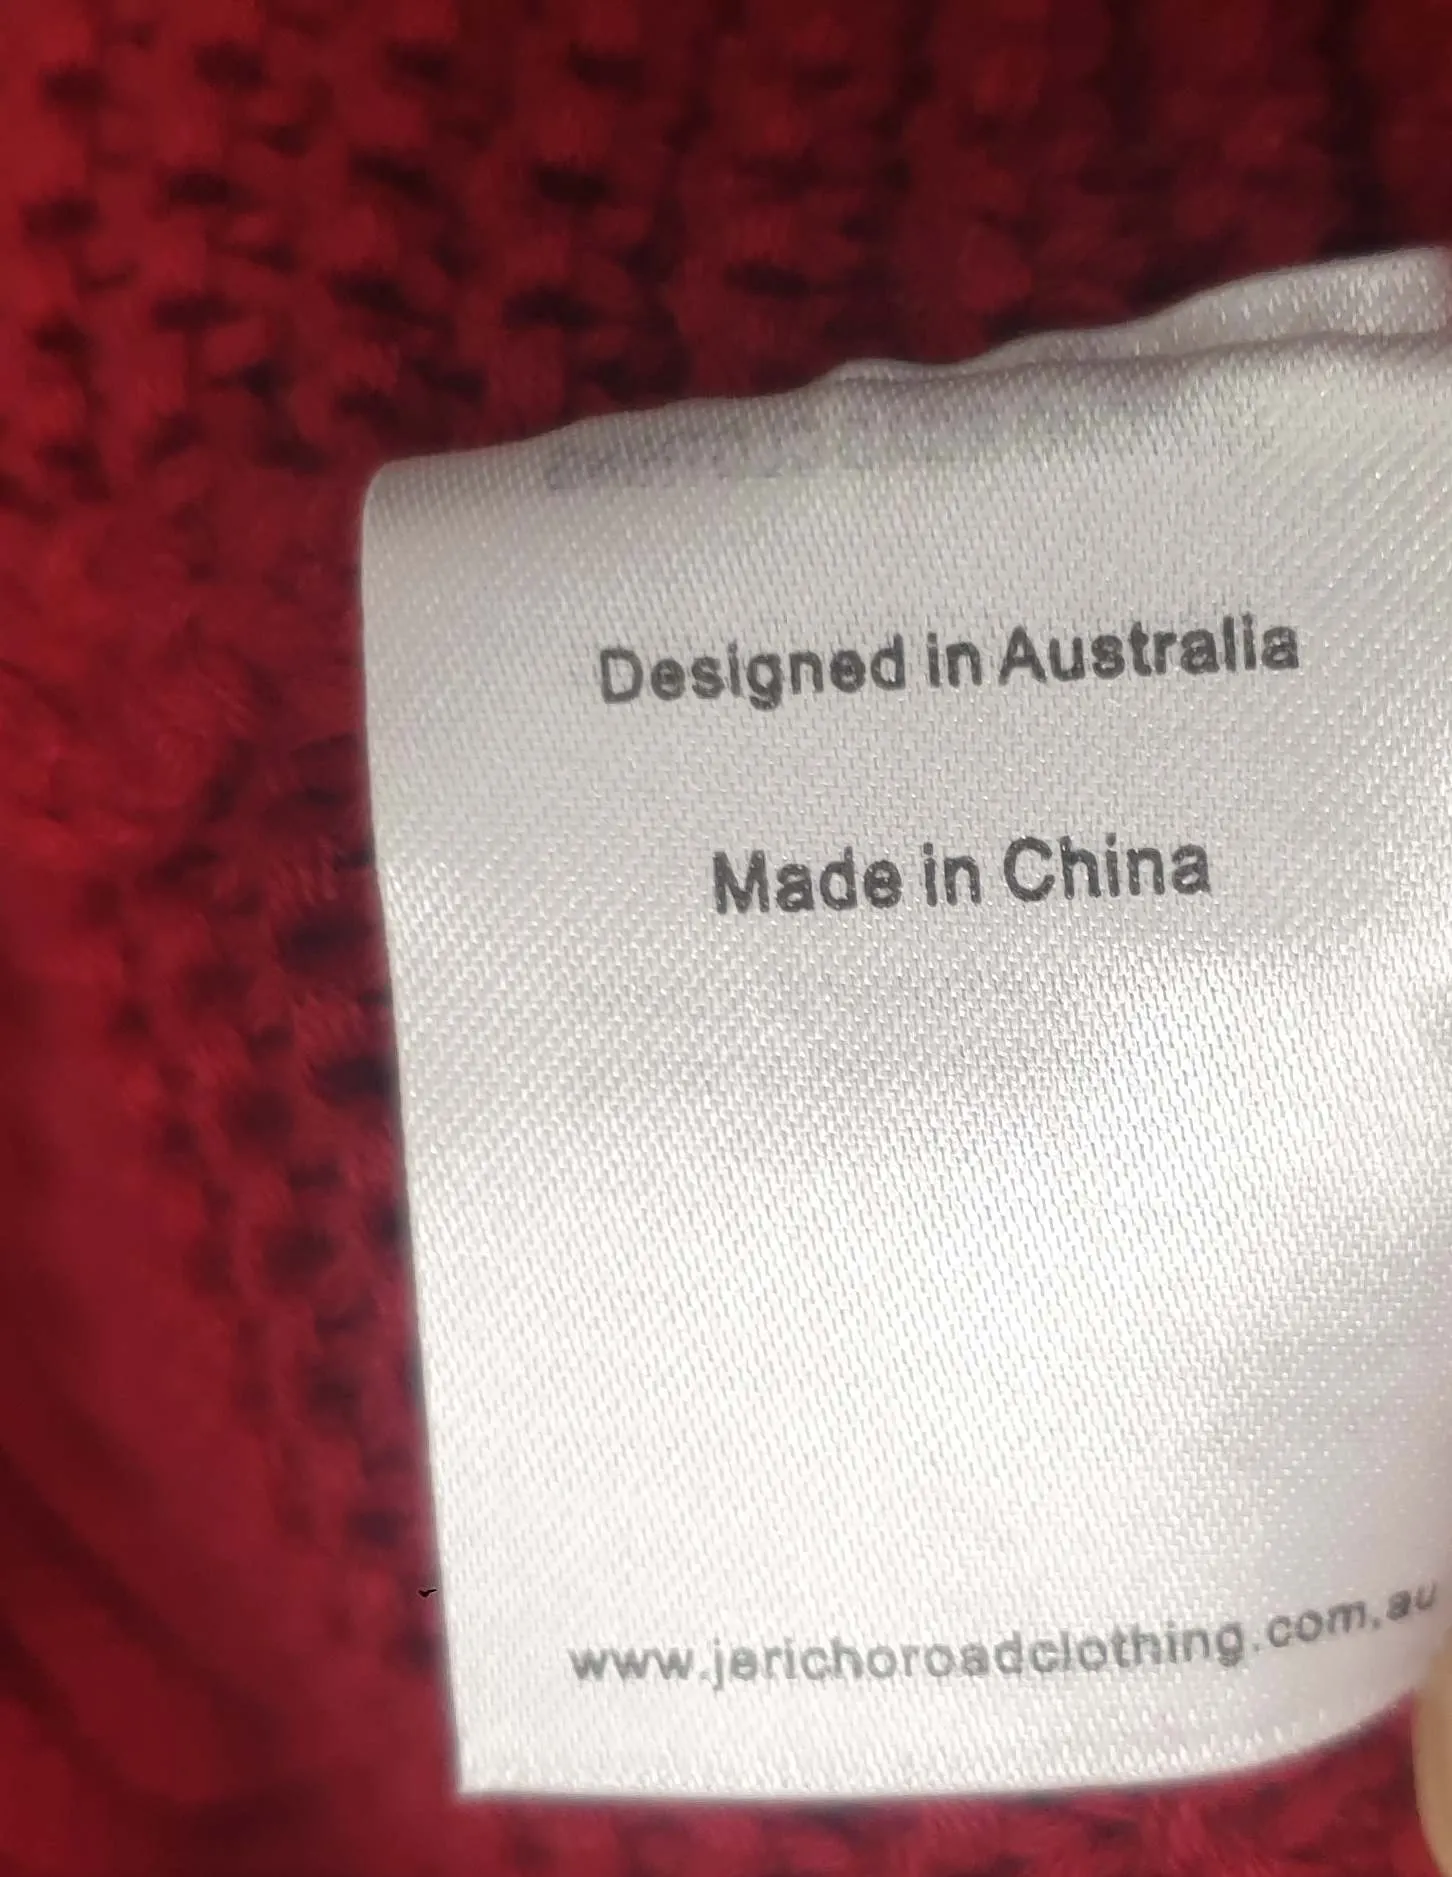 Designed in Australia
Made in China
www.jerichoroadclothing.com.au